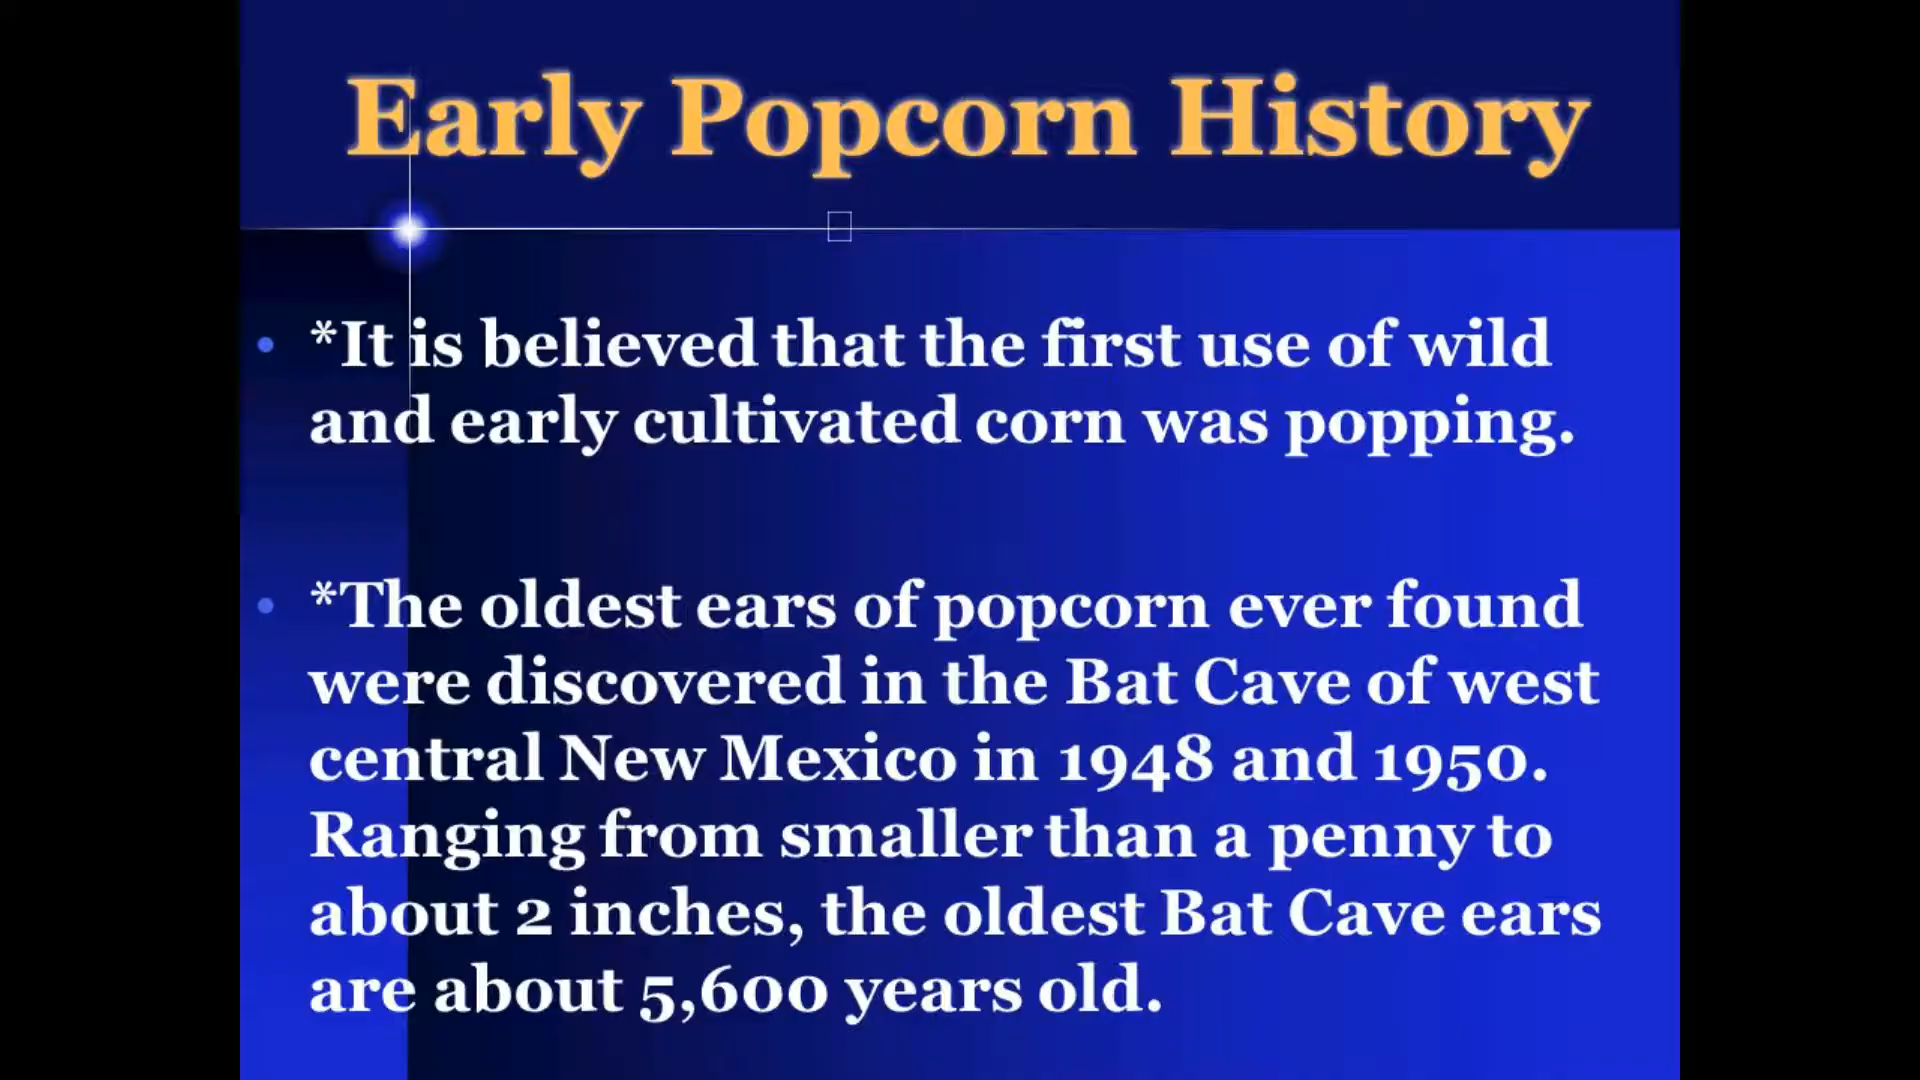 Early Popcorn History
*It is believed that the first use of wild
and early cultivated corn was popping.
*The oldest ears of popcorn ever found
were discovered in the Bat Cave of west
central New Mexico in 1948 and 1950.
Ranging from smaller than a penny to
about 2 inches, the oldest Bat Cave ears
are about 5,600 years old.